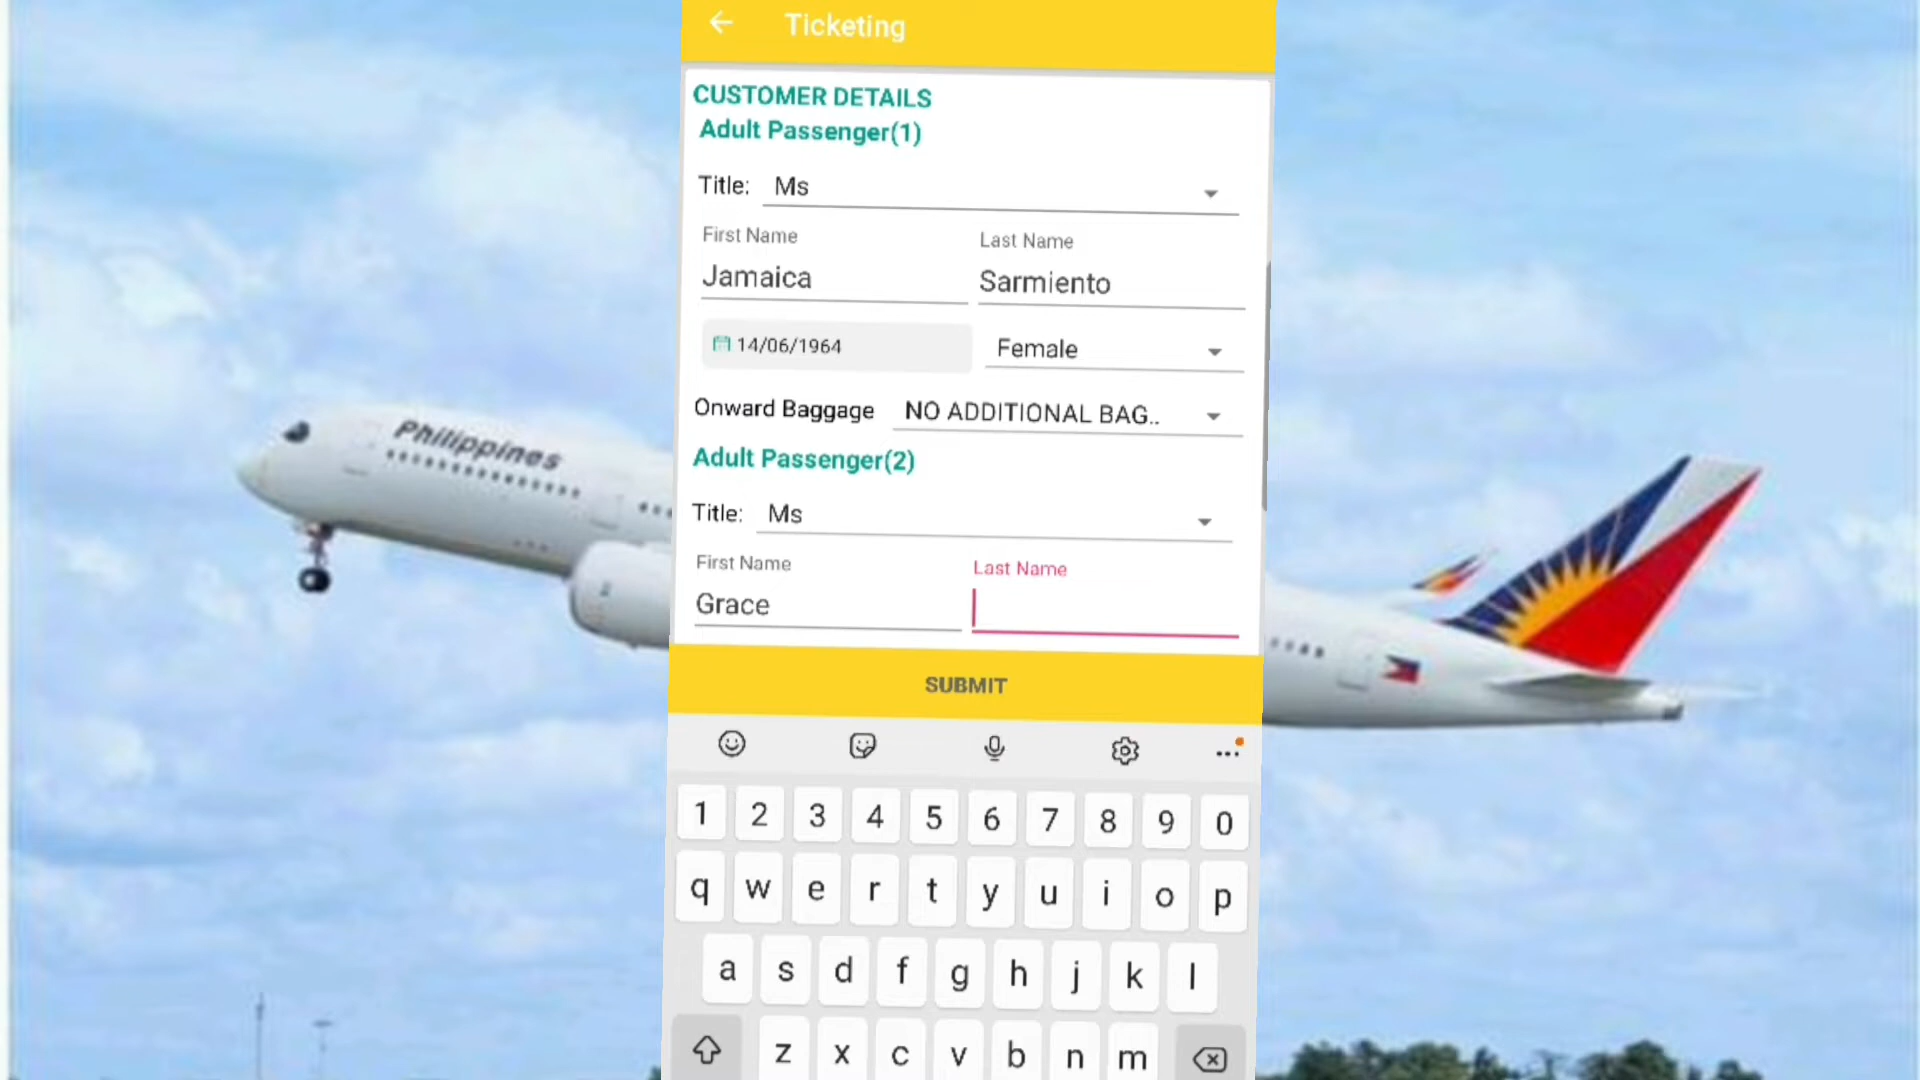 Ticketing
CUSTOMER DETAILS
Adult Passenger(1)
Title: Ms
First Name Last Name
Jamaica Sarmiento
14/06/1964 Female
Onward Baggage NO ADDITIONAL BAG..
Adult Passenger(2)
Title: Ms
First Name Last Name
Grace
SUBMIT
1 2 3 4 5 6 7 8 9 0
q w e r t y u i o p
a s d f g h j k l
z x c v b n m
Philippines